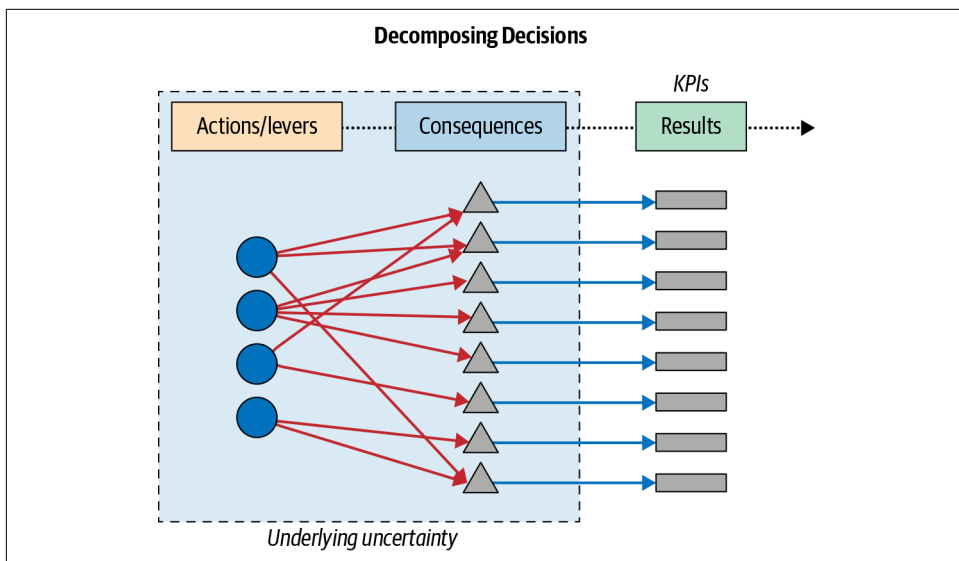 Decomposing Decisions
KPIs
Actions/levers
Consequences
Results
Underlying uncertainty